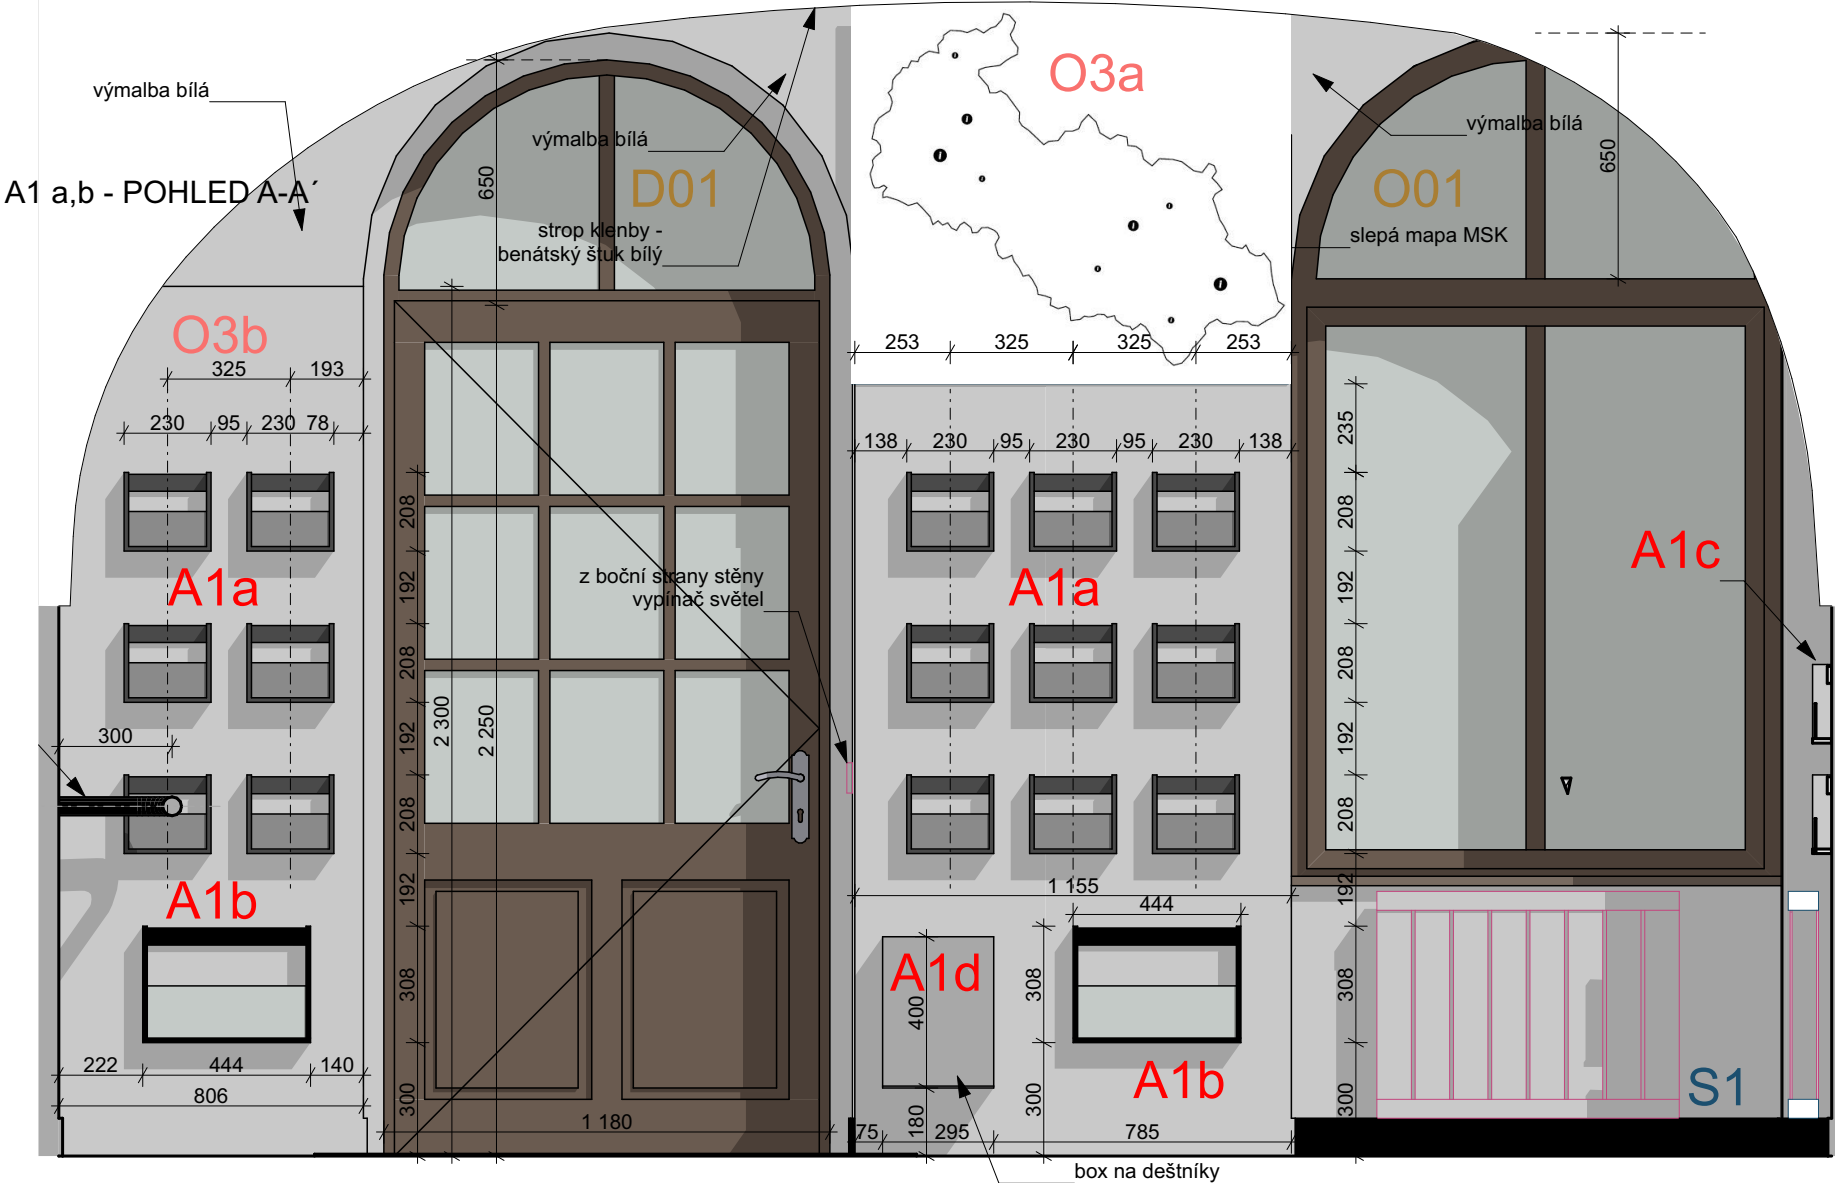 výmalba bílá
O3a
výmalba bílá
výmalba bílá
650
650
A1 a,b - POHLED A-A´
D01
O01
strop klenby -
benátský štuk bílý
slepá mapa MSK
O3b
253 325 325 253
325 193
230 95 230 78
138 230 95 230 95 230 138
235
208
208
A1a
z boční strany stěny
vypínač světel
A1a
A1c
192
192
208
208
300
192
2 300
2 250
192
208
208
A1b
192
1 155
192
444
A1d
400
308
308
308
222 444 140
806
A1b
S1
300
1 180
75 180 295
300
785
300
box na deštníky